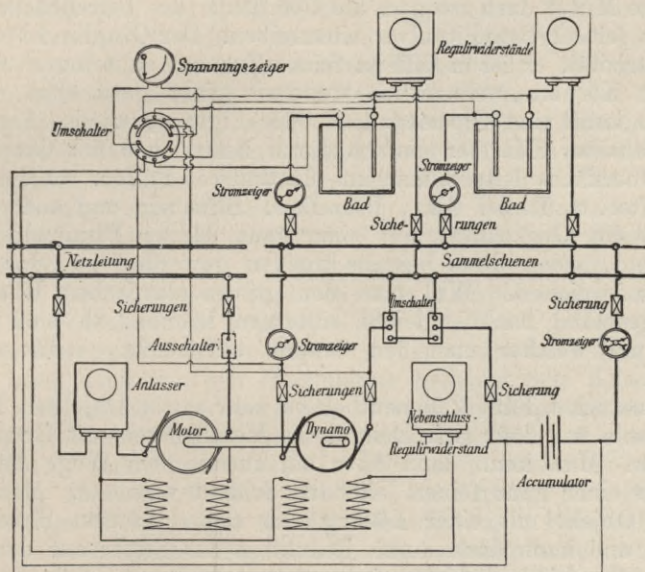 Spannungszeiger
Regulirwiderstände
Umschalter
Stromzeiger
Bad
Stromzeiger
Bad
Siche-
rungen
Netzleitung
Sammelschienen
Sicherungen
Umschalter
Sicherung
Ausschalter
Stromzeiger
Stromzeiger
Anlasser
Sicherungen
Sicherung
Motor
Dynamo
Nebenschluss-
Regulirwiderstand
Accumulator